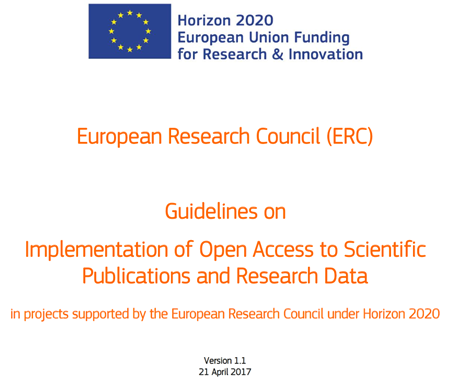 Horizon 2020
European Union Funding
for Research & Innovation
European Research Council (ERC)
Guidelines on
Implementation of Open Access to Scientific
Publications and Research Data
in projects supported by the European Research Council under Horizon 2020
Version 1.1
21 April 2017